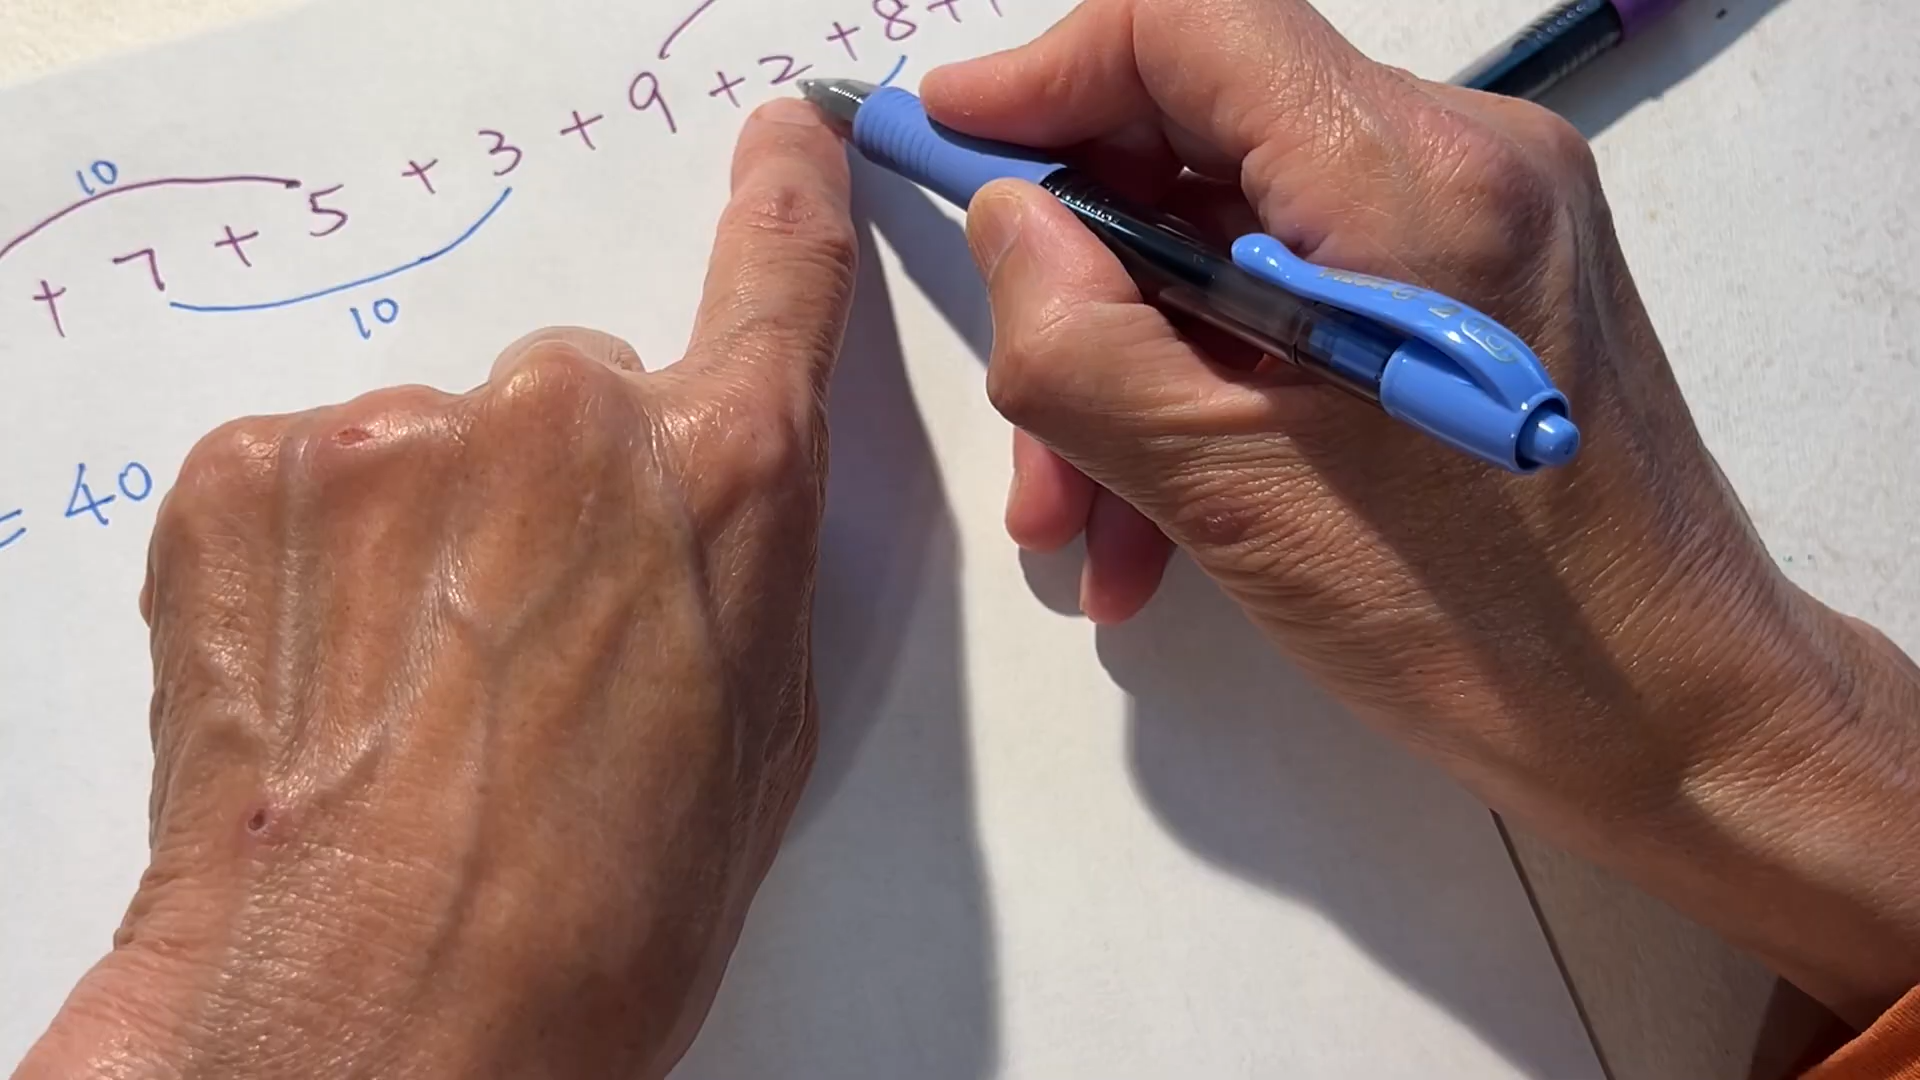 10
+ 7 + 5 + 3 + 9 + 2 + 8 +
10
= 40